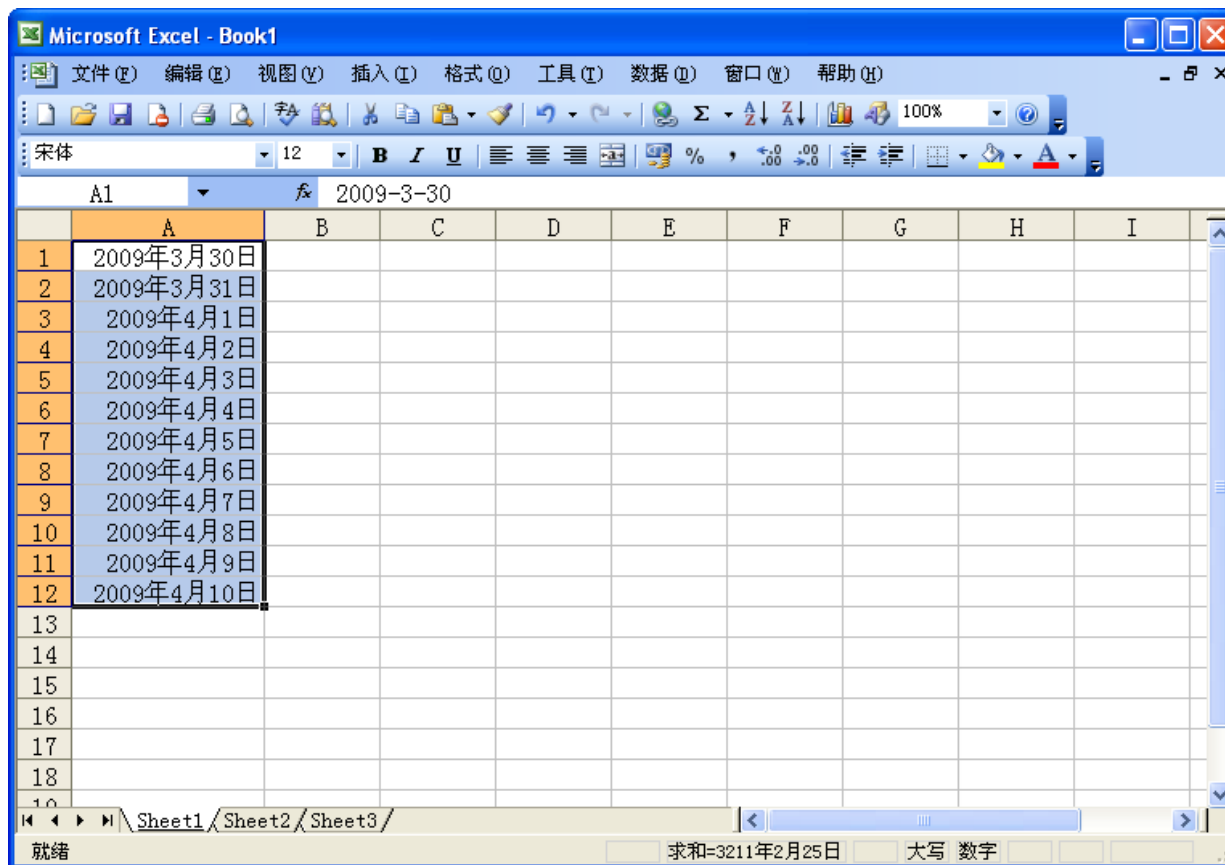 Microsoft Excel - Book1
文件(F) 编辑(E) 视图(V) 插入(I) 格式(O) 工具(T) 数据(D) 窗口(W) 帮助(H)
100%
宋体 12 B I U %
A1 fx 2009-3-30
A B C D E F G H I
1 2009年3月30日
2 2009年3月31日
3 2009年4月1日
4 2009年4月2日
5 2009年4月3日
6 2009年4月4日
7 2009年4月5日
8 2009年4月6日
9 2009年4月7日
10 2009年4月8日
11 2009年4月9日
12 2009年4月10日
13
14
15
16
17
18
Sheet1 Sheet2 Sheet3
就绪 求和=3211年2月25日 大写 数字